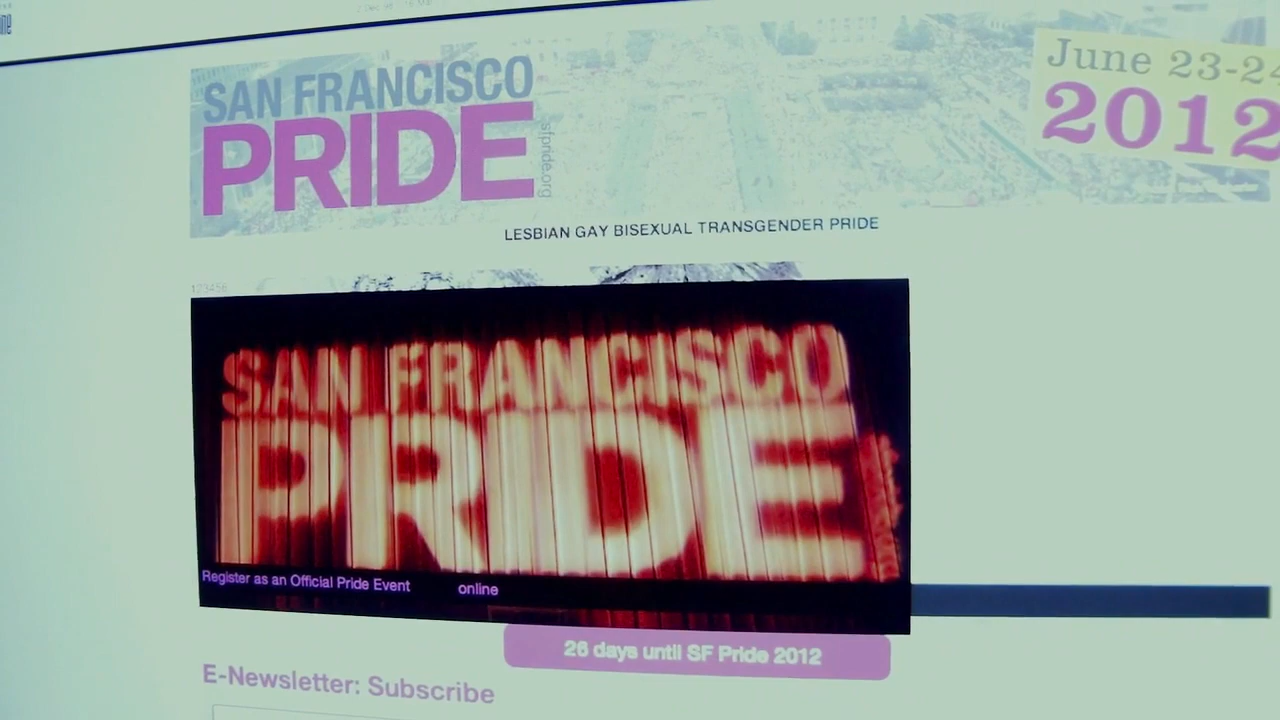 SAN FRANCISCO
PRIDE
sfpride.org
June 23-24
2012
LESBIAN GAY BISEXUAL TRANSGENDER PRIDE
123456
SAN FRANCISCO
PRIDE
Register as an Official Pride Event online
26 days until SF Pride 2012
E-Newsletter: Subscribe